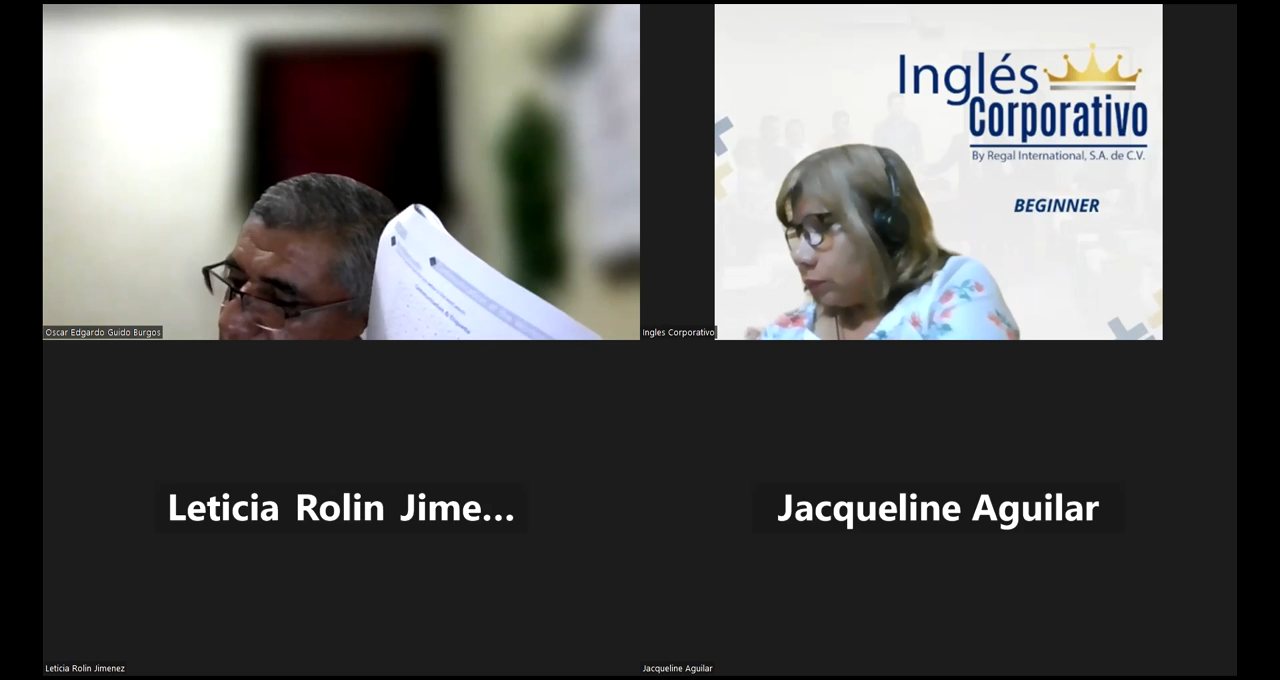 Inglés
Corporativo
By Regal International, S.A. de C.V.
BEGINNER
Oscar Edgardo Guido Burgos
Ingles Corporativo
Leticia Rolin Jime...
Jacqueline Aguilar
Leticia Rolin Jimenez
Jacqueline Aguilar